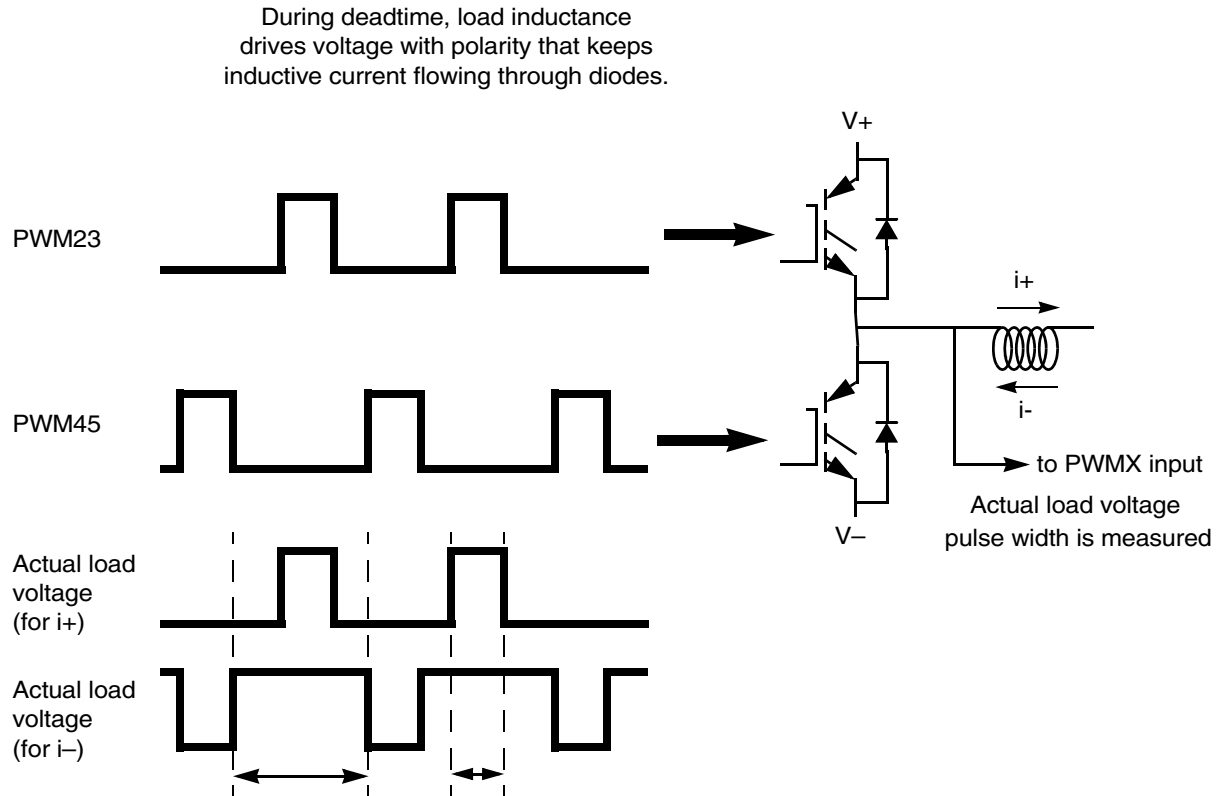 During deadtime, load inductance
drives voltage with polarity that keeps
inductive current flowing through diodes.
V+
PWM23
i+
PWM45
i-
to PWMX input
Actual load voltage
pulse width is measured
V–
Actual load
voltage
(for i+)
Actual load
voltage
(for i–)